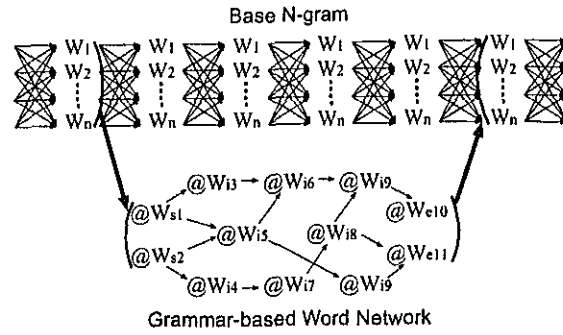 Base N-gram
W1 W1 W1 W1 W1 W1
W2 W2 W2 W2 W2 W2
Wn Wn Wn Wn Wn Wn
@Wi3 @Wi6 @Wi9
@Ws1 @We10
@Wi5 @Wi8
@Ws2 @We11
@Wi4 @Wi7 @Wi9
Grammar-based Word Network